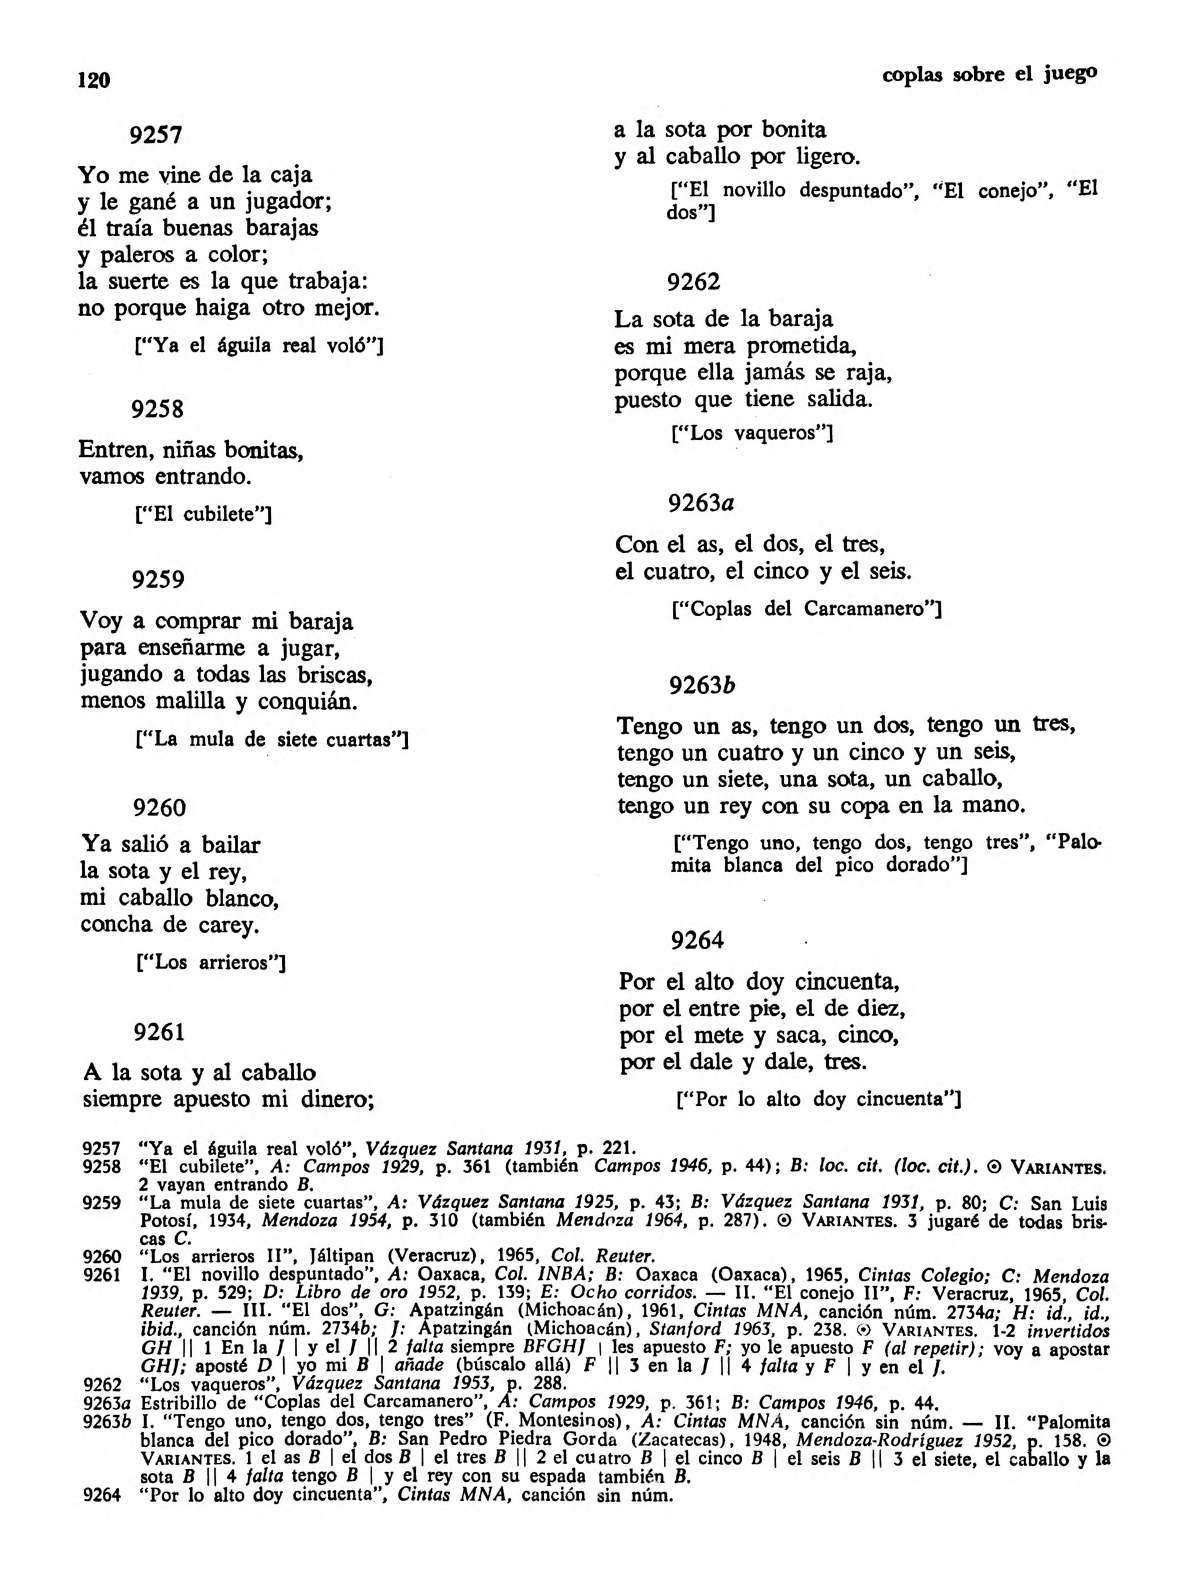 120
coplas sobre el juego
9257
Yo me vine de la caja
y le gané a un jugador;
él traía buenas barajas
y paleros a color;
la suerte es la que trabaja:
no porque haiga otro mejor.
["Ya el águila real voló"]
9258
Entren, niñas bonitas,
vamos entrando.
["El cubilete"]
9259
Voy a comprar mi baraja
para enseñarme a jugar,
jugando a todas las briscas,
menos malilla y conquián.
["La mula de siete cuartas"]
9260
Ya salió a bailar
la sota y el rey,
mi caballo blanco,
concha de carey.
["Los arrieros"]
9261
A la sota y al caballo
siempre apuesto mi dinero;
a la sota por bonita
y al caballo por ligero.
["El novillo despuntado", "El conejo", "El
dos"]
9262
La sota de la baraja
es mi mera prometida,
porque ella jamás se raja,
puesto que tiene salida.
["Los vaqueros"]
9263a
Con el as, el dos, el tres,
el cuatro, el cinco y el seis.
["Coplas del Carcamanero"]
9263b
Tengo un as, tengo un dos, tengo un tres,
tengo un cuatro y un cinco y un seis,
tengo un siete, una sota, un caballo,
tengo un rey con su copa en la mano.
["Tengo uno, tengo dos, tengo tres", "Palo-
mita blanca del pico dorado"]
9264
Por el alto doy cincuenta,
por el entre pie, el de diez,
por el mete y saca, cinco,
por el dale y dale, tres.
["Por lo alto doy cincuenta"]
9257 "Ya el águila real voló", Vázquez Santana 1931, p. 221.
9258 "El cubilete", A: Campos 1929, p. 361 (también Campos 1946, p. 44); B: loc. cit. (loc. cit.). ⊙ VARIANTES.
2 vayan entrando B.
9259 "La mula de siete cuartas", A: Vázquez Santana 1925, p. 43; B: Vázquez Santana 1931, p. 80; C: San Luis
Potosí, 1934, Mendoza 1954, p. 310 (también Mendoza 1964, p. 287). ⊙ VARIANTES. 3 jugaré de todas bris-
cas C.
9260 "Los arrieros II", Jáltipan (Veracruz), 1965, Col. Reuter.
9261 I. "El novillo despuntado", A: Oaxaca, Col. INBA; B: Oaxaca (Oaxaca), 1965, Cintas Colegio; C: Mendoza
1939, p. 529; D: Libro de oro 1952, p. 139; E: Ocho corridos. — II. "El conejo II", F: Veracruz, 1965, Col.
Reuter. — III. "El dos", G: Apatzingán (Michoacán), 1961, Cintas MNA, canción núm. 2734a; H: id., id.,
ibid., canción núm. 2734b; J: Apatzingán (Michoacán), Stanford 1963, p. 238. ⊙ VARIANTES. 1-2 invertidos
GH || 1 En la J | y el J || 2 falta siempre BFGHJ | les apuesto F; yo le apuesto F (al repetir); voy a apostar
GHJ; aposté D | yo mi B | añade (búscalo allá) F || 3 en la J || 4 falta y F | y en el J.
9262 "Los vaqueros", Vázquez Santana 1953, p. 288.
9263a Estribillo de "Coplas del Carcamanero", A: Campos 1929, p. 361; B: Campos 1946, p. 44.
9263b I. "Tengo uno, tengo dos, tengo tres" (F. Montesinos), A: Cintas MNA, canción sin núm. — II. "Palomita
blanca del pico dorado", B: San Pedro Piedra Gorda (Zacatecas), 1948, Mendoza-Rodríguez 1952, p. 158. ⊙
VARIANTES. 1 el as B | el dos B | el tres B || 2 el cuatro B | el cinco B | el seis B || 3 el siete, el caballo y la
sota B || 4 falta tengo B | y el rey con su espada también B.
9264 "Por lo alto doy cincuenta", Cintas MNA, canción sin núm.